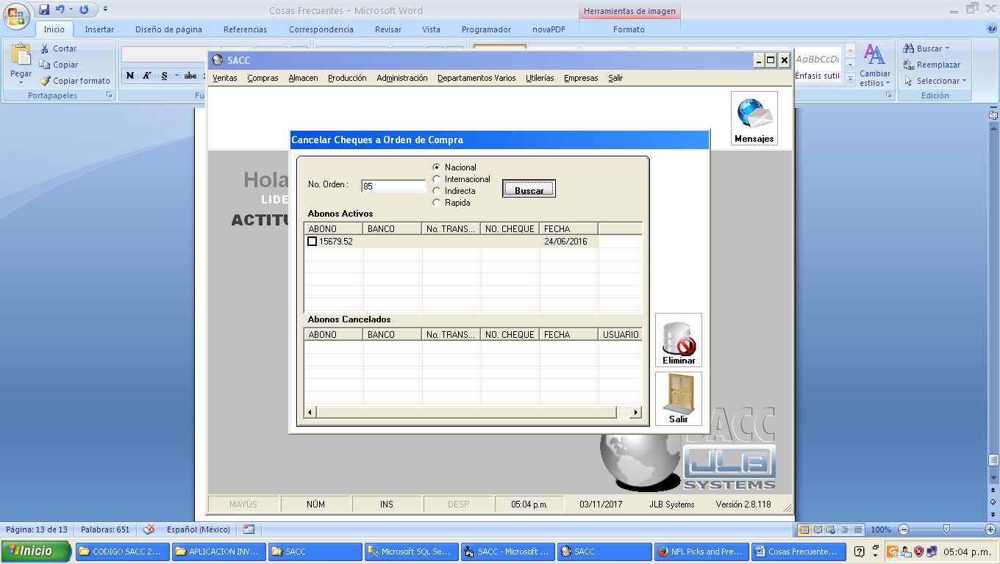 Cosas Frecuentes - Microsoft Word
Herramientas de imagen
Inicio Insertar Diseño de página Referencias Correspondencia Revisar Vista Programador novaPDF Formato
Pegar
Cortar
Copiar
Copiar formato
Portapapeles
N K S abc
Fu
AaBbCcDc
Énfasis sutil
Cambiar estilos
Buscar
Reemplazar
Seleccionar
Edición
SACC
Ventas Compras Almacen Producción Administración Departamentos Varios Utilerías Empresas Salir
Mensajes
Hola
LIDE
ACTITU
Cancelar Cheques a Orden de Compra
No. Orden : 85
Nacional
Internacional
Indirecta
Rapida
Buscar
Abonos Activos
ABONO BANCO No. TRANS... NO. CHEQUE FECHA
15679.52 24/06/2016
Abonos Cancelados
ABONO BANCO No. TRANS... NO. CHEQUE FECHA USUARIO
Eliminar
Salir
SACC
JLB
SYSTEMS
MAYÚS NÚM INS DESP 05:04 p.m. 03/11/2017 JLB Systems Versión 2.8.118
Página: 13 de 13 Palabras: 651 Español (México) 100%
Inicio CODIGO SACC 2... APLICACION INV... SACC Microsoft SQL Se... SACC - Microsoft ... SACC NFL Picks and Pre... Cosas Frecuente... 05:04 p.m.